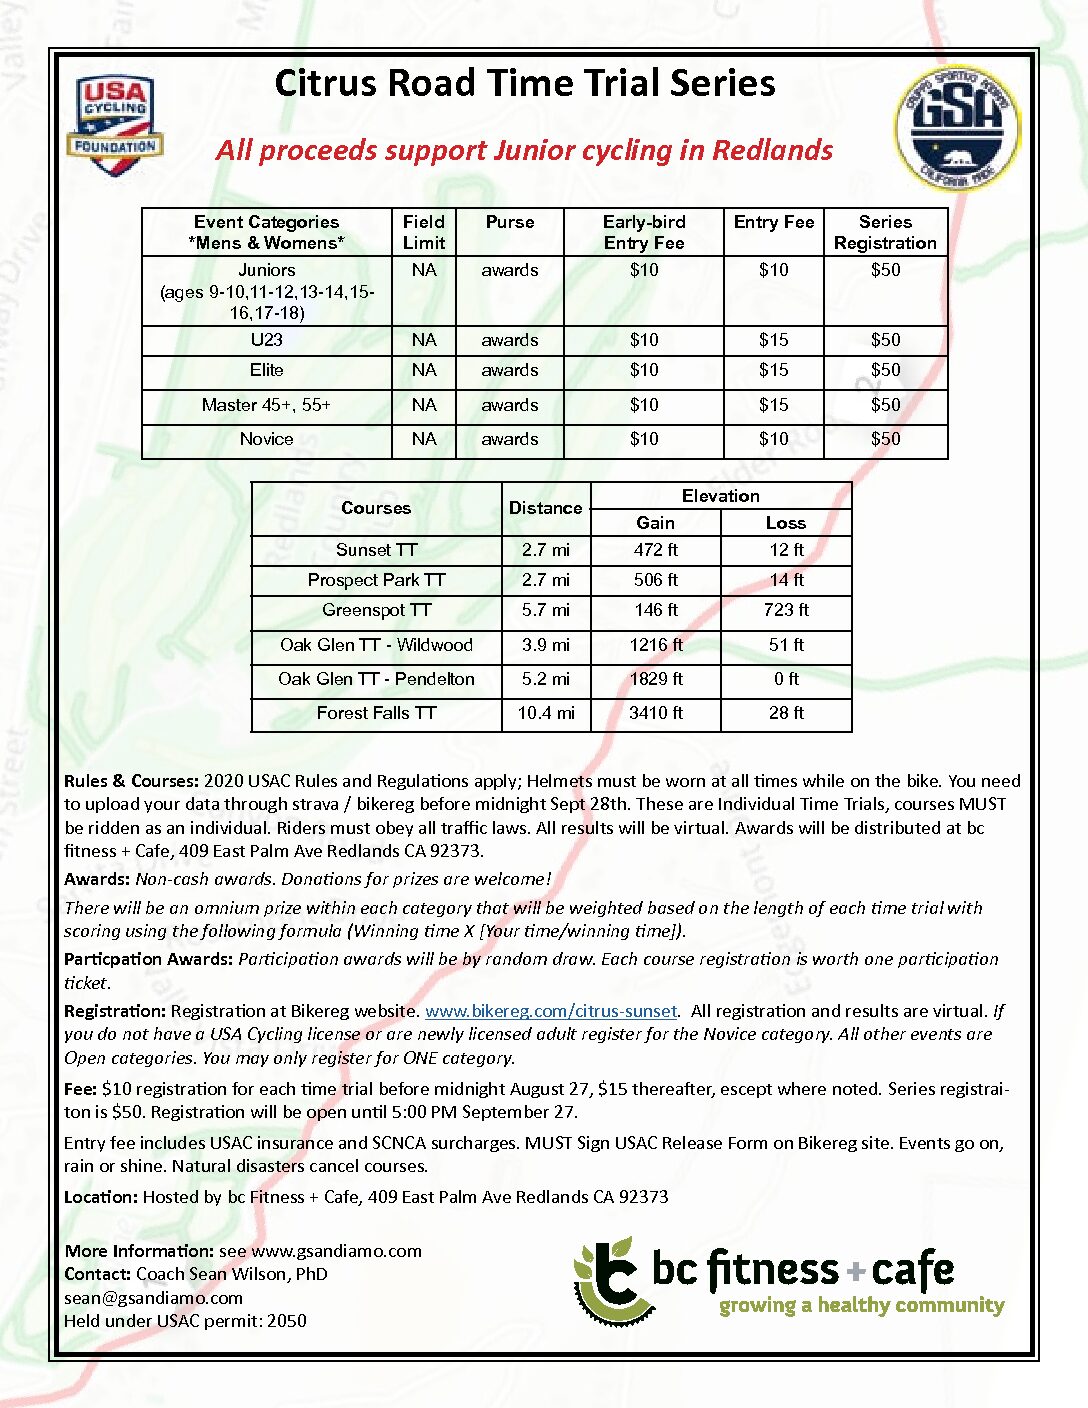 Citrus Road Time Trial Series
All proceeds support Junior cycling in Redlands
USA
CYCLING
FOUNDATION
GRUPPO SPORTIVO ANDIAMO
GSA
CALIFORNIA MADE
Event Categories Field Purse Early-bird Entry Fee Series
*Mens & Womens* Limit Entry Fee Registration
Juniors NA awards $10 $10 $50
(ages 9-10,11-12,13-14,15-
16,17-18)
U23 NA awards $10 $15 $50
Elite NA awards $10 $15 $50
Master 45+, 55+ NA awards $10 $15 $50
Novice NA awards $10 $10 $50
Courses Distance Elevation
Gain Loss
Sunset TT 2.7 mi 472 ft 12 ft
Prospect Park TT 2.7 mi 506 ft 14 ft
Greenspot TT 5.7 mi 146 ft 723 ft
Oak Glen TT - Wildwood 3.9 mi 1216 ft 51 ft
Oak Glen TT - Pendelton 5.2 mi 1829 ft 0 ft
Forest Falls TT 10.4 mi 3410 ft 28 ft
Rules & Courses: 2020 USAC Rules and Regulations apply; Helmets must be worn at all times while on the bike. You need
to upload your data through strava / bikereg before midnight Sept 28th. These are Individual Time Trials, courses MUST
be ridden as an individual. Riders must obey all traffic laws. All results will be virtual. Awards will be distributed at bc
fitness + Cafe, 409 East Palm Ave Redlands CA 92373.
Awards: Non-cash awards. Donations for prizes are welcome!
There will be an omnium prize within each category that will be weighted based on the length of each time trial with
scoring using the following formula (Winning time X [Your time/winning time]).
Particpation Awards: Participation awards will be by random draw. Each course registration is worth one participation
ticket.
Registration: Registration at Bikereg website. www.bikereg.com/citrus-sunset. All registration and results are virtual. If
you do not have a USA Cycling license or are newly licensed adult register for the Novice category. All other events are
Open categories. You may only register for ONE category.
Fee: $10 registration for each time trial before midnight August 27, $15 thereafter, escept where noted. Series registrai-
ton is $50. Registration will be open until 5:00 PM September 27.
Entry fee includes USAC insurance and SCNCA surcharges. MUST Sign USAC Release Form on Bikereg site. Events go on,
rain or shine. Natural disasters cancel courses.
Location: Hosted by bc Fitness + Cafe, 409 East Palm Ave Redlands CA 92373
More Information: see www.gsandiamo.com
Contact: Coach Sean Wilson, PhD
sean@gsandiamo.com
Held under USAC permit: 2050
bc fitness + cafe
growing a healthy community